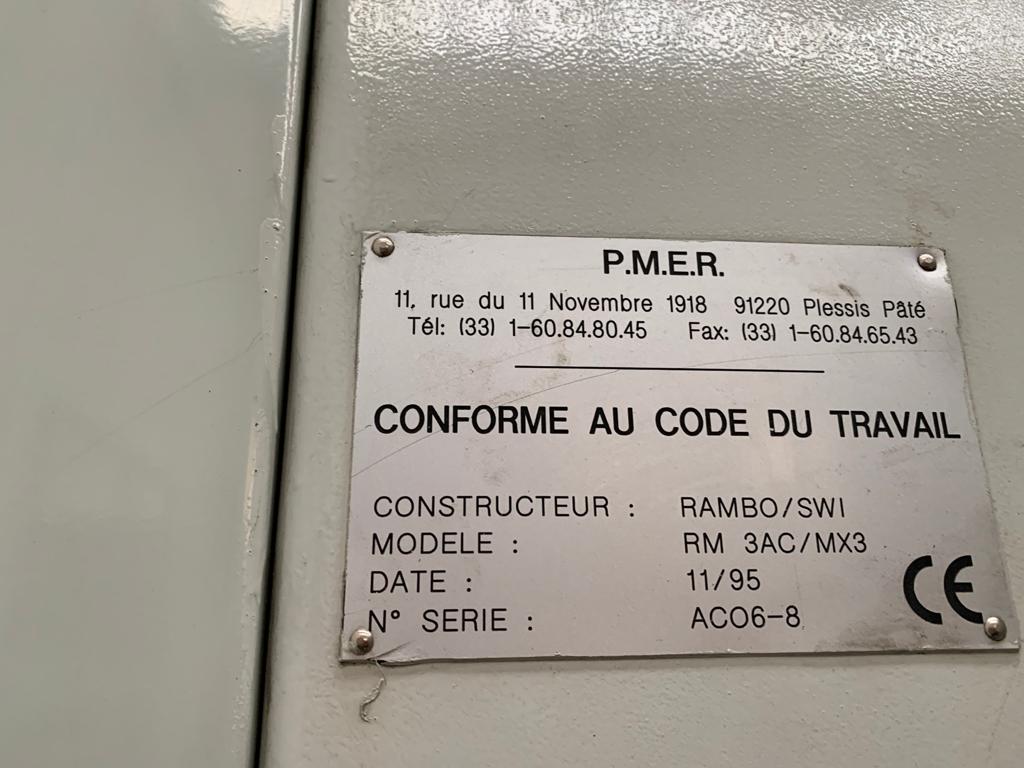 P.M.E.R.
11, rue du 11 Novembre 1918 91220 Plessis Pâté
Tél: (33) 1-60.84.80.45 Fax: (33) 1-60.84.65.43
CONFORME AU CODE DU TRAVAIL
CONSTRUCTEUR : RAMBO/SWI
MODELE : RM 3AC/MX3
DATE : 11/95
N° SERIE : ACO6-8
CE